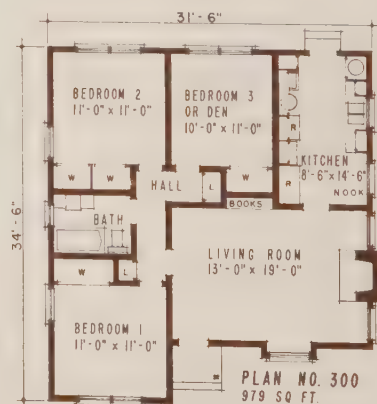 31'-6"
34'-6"
BEDROOM 2
11'-0" x 11'-0"
BEDROOM 3
OR DEN
10'-0" x 11'-0"
R
KITCHEN
8'-6" x 14'-6"
NOOK
R
W
W
HALL
L
W
BOOKS
BATH
W
L
LIVING ROOM
13'-0" x 19'-0"
BEDROOM 1
11'-0" x 11'-0"
PLAN NO. 300
979 SQ FT.